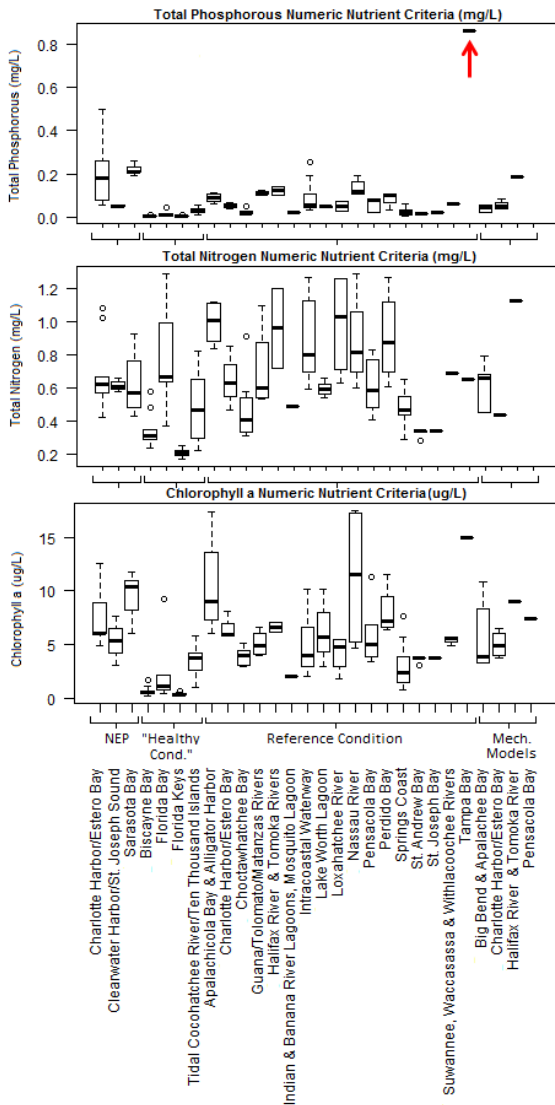 Total Phosphorous Numeric Nutrient Criteria (mg/L)
Total Phosphorous (mg/L)
0.8
0.6
0.4
0.2
0.0
Total Nitrogen Numeric Nutrient Criteria (mg/L)
Total Nitrogen (mg/L)
1.2
1.0
0.8
0.6
0.4
0.2
Chlorophyll a Numeric Nutrient Criteria (ug/L)
Chlorophyll a (ug/L)
15
10
5
0
NEP
"Healthy Cond."
Reference Condition
Mech. Models
Charlotte Harbor/Estero Bay
Clearwater Harbor/St. Joseph Sound
Sarasota Bay
Biscayne Bay
Florida Bay
Florida Keys
Tidal Cocohatchee River/Ten Thousand Islands
Apalachicola Bay & Alligator Harbor
Charlotte Harbor/Estero Bay
Choctawhatchee Bay
Guana/Tolomato/Matanzas Rivers
Halifax River & Tomoka Rivers
Indian & Banana River Lagoons, Mosquito Lagoon
Intracoastal Waterway
Lake Worth Lagoon
Loxahatchee River
Nassau River
Pensacola Bay
Perdido Bay
Springs Coast
St. Andrew Bay
St. Joseph Bay
Suwannee, Waccasassa & Withlacoochee Rivers
Tampa Bay
Big Bend & Apalachee Bay
Charlotte Harbor/Estero Bay
Halifax River & Tomoka River
Pensacola Bay